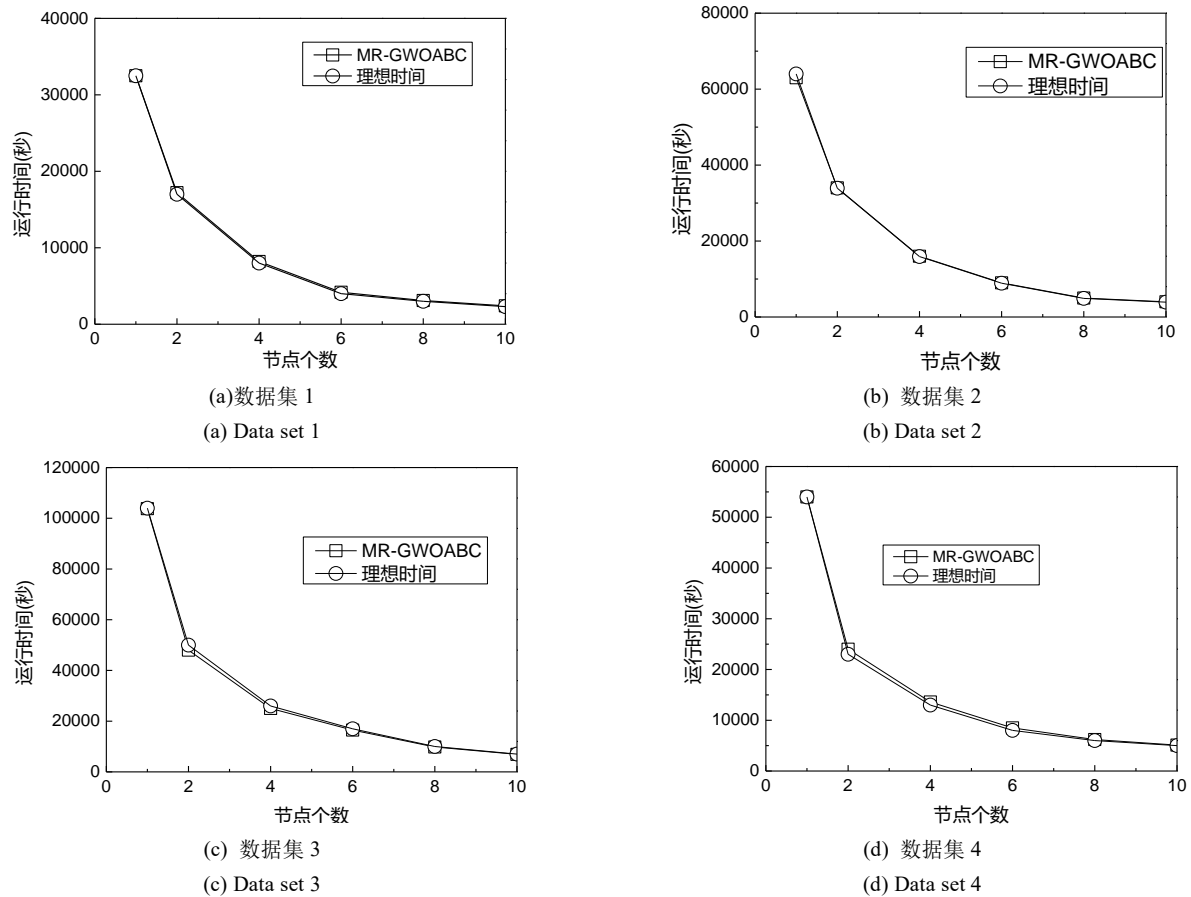 40000
30000
20000
10000
0
运行时间(秒)
MR-GWOABC
理想时间
0 2 4 6 8 10
节点个数
(a)数据集 1
(a) Data set 1
80000
60000
40000
20000
0
运行时间(秒)
MR-GWOABC
理想时间
0 2 4 6 8 10
节点个数
(b) 数据集 2
(b) Data set 2
120000
100000
80000
60000
40000
20000
0
运行时间(秒)
MR-GWOABC
理想时间
0 2 4 6 8 10
节点个数
(c) 数据集 3
(c) Data set 3
60000
50000
40000
30000
20000
10000
0
运行时间(秒)
MR-GWOABC
理想时间
0 2 4 6 8 10
节点个数
(d) 数据集 4
(d) Data set 4